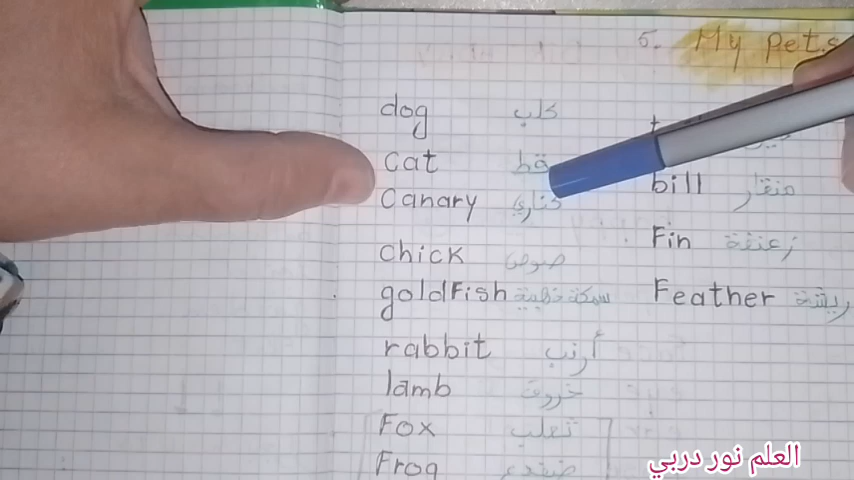 5. My pets
dog كلب
cat قط
Canary كناري
bill منقار
chick صوص
Fin زعنفة
goldFish سمكة ذهبية
Feather ريشة
rabbit أرنب
lamb خروف
Fox تعلب
Frog ضفدع
العلم نور دربي